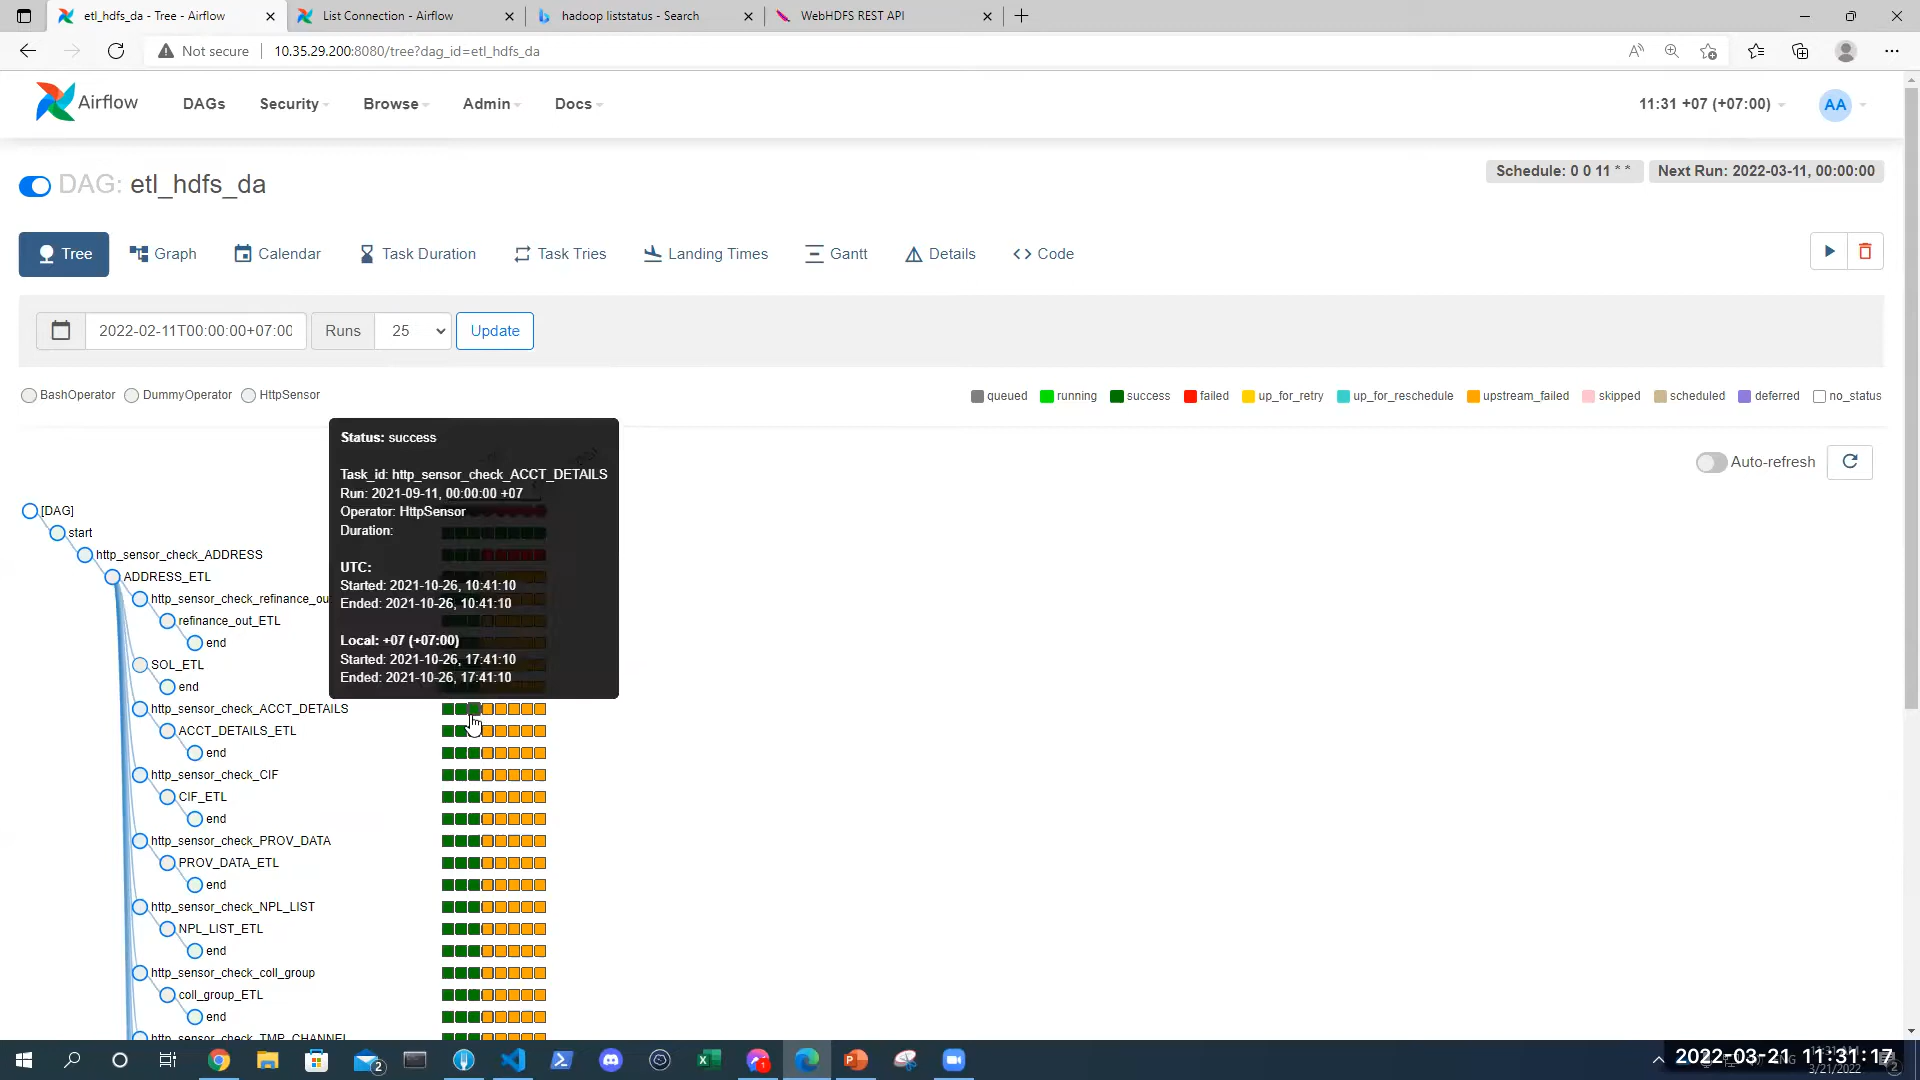 etl_hdfs_da - Tree - Airflow
List Connection - Airflow
hadoop liststatus - Search
WebHDFS REST API
Not secure
10.35.29.200:8080/tree?dag_id=etl_hdfs_da
Airflow
DAGs
Security
Browse
Admin
Docs
11:31 +07 (+07:00)
AA
DAG: etl_hdfs_da
Schedule: 0 0 11 * *
Next Run: 2022-03-11, 00:00:00
Tree
Graph
Calendar
Task Duration
Task Tries
Landing Times
Gantt
Details
Code
2022-02-11T00:00:00+07:00
Runs
25
Update
BashOperator
DummyOperator
HttpSensor
queued
running
success
failed
up_for_retry
up_for_reschedule
upstream_failed
skipped
scheduled
deferred
no_status
Auto-refresh
Status: success
Task_id: http_sensor_check_ACCT_DETAILS
Run: 2021-09-11, 00:00:00 +07
Operator: HttpSensor
Duration:
UTC:
Started: 2021-10-26, 10:41:10
Ended: 2021-10-26, 10:41:10
Local: +07 (+07:00)
Started: 2021-10-26, 17:41:10
Ended: 2021-10-26, 17:41:10
[DAG]
start
http_sensor_check_ADDRESS
ADDRESS_ETL
http_sensor_check_refinance_ou
refinance_out_ETL
end
SOL_ETL
end
http_sensor_check_ACCT_DETAILS
ACCT_DETAILS_ETL
end
http_sensor_check_CIF
CIF_ETL
end
http_sensor_check_PROV_DATA
PROV_DATA_ETL
end
http_sensor_check_NPL_LIST
NPL_LIST_ETL
end
http_sensor_check_coll_group
coll_group_ETL
end
http_sensor_check_TMP_CHANNEL
2
1
2022-03-21 11:31:17
3/21/2022
2